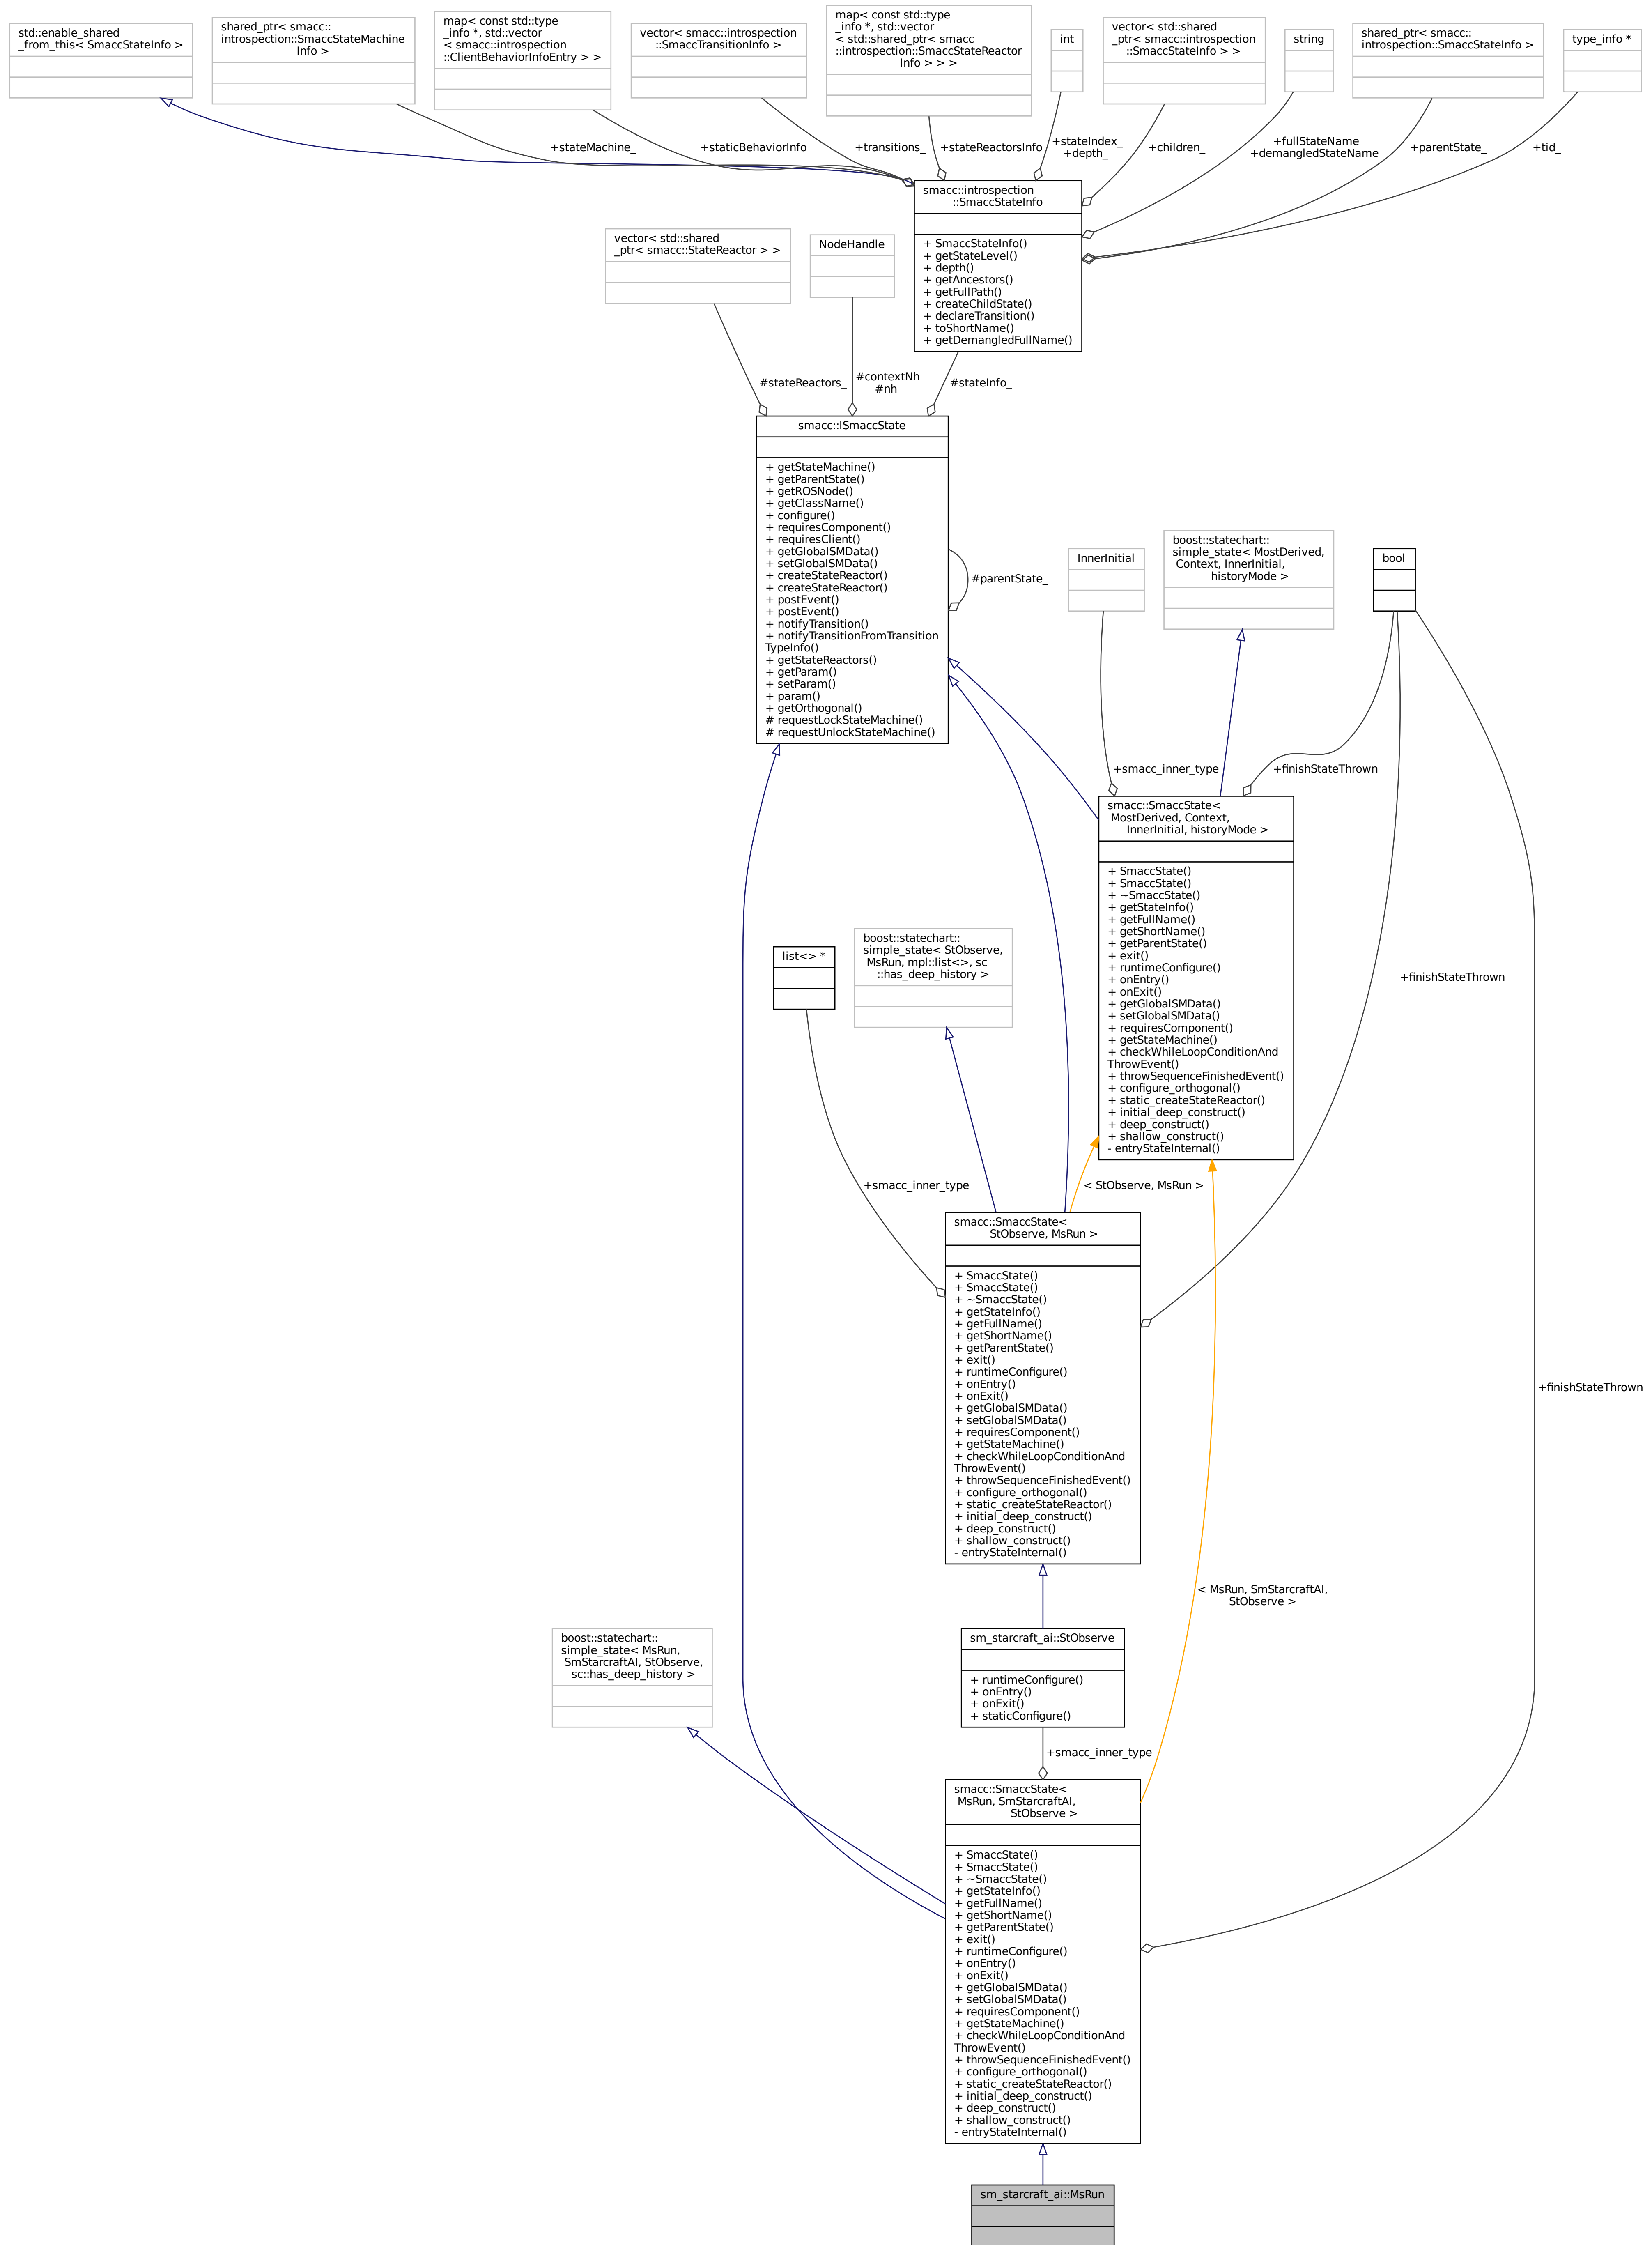 std::enable_shared
_from_this< SmaccStateInfo >
shared_ptr< smacc::
introspection::SmaccStateMachine
Info >
map< const std::type
_info *, std::vector
< smacc::introspection
::ClientBehaviorInfoEntry > >
vector< smacc::introspection
::SmaccTransitionInfo >
map< const std::type
_info *, std::vector
< std::shared_ptr< smacc
::introspection::SmaccStateReactor
Info > > >
int
vector< std::shared
_ptr< smacc::introspection
::SmaccStateInfo > >
string
shared_ptr< smacc::
introspection::SmaccStateInfo >
type_info *
+stateMachine_
+staticBehaviorInfo
+transitions_
+stateReactorsInfo
+stateIndex_
+depth_
+children_
+fullStateName
+demangledStateName
+parentState_
+tid_
smacc::introspection
::SmaccStateInfo
+ SmaccStateInfo()
+ getStateLevel()
+ depth()
+ getAncestors()
+ getFullPath()
+ createChildState()
+ declareTransition()
+ toShortName()
+ getDemangledFullName()
vector< std::shared
_ptr< smacc::StateReactor > >
NodeHandle
#stateReactors_
#contextNh
#nh
#stateInfo_
smacc::ISmaccState
+ getStateMachine()
+ getParentState()
+ getROSNode()
+ getClassName()
+ configure()
+ requiresComponent()
+ requiresClient()
+ getGlobalSMData()
+ setGlobalSMData()
+ createStateReactor()
+ createStateReactor()
+ postEvent()
+ postEvent()
+ notifyTransition()
+ notifyTransitionFromTransition
TypeInfo()
+ getStateReactors()
+ getParam()
+ setParam()
+ param()
+ getOrthogonal()
# requestLockStateMachine()
# requestUnlockStateMachine()
#parentState_
InnerInitial
boost::statechart::
simple_state< MostDerived,
Context, InnerInitial,
historyMode >
bool
+smacc_inner_type
+finishStateThrown
smacc::SmaccState<
MostDerived, Context,
InnerInitial, historyMode >
+ SmaccState()
+ SmaccState()
+ ~SmaccState()
+ getStateInfo()
+ getFullName()
+ getShortName()
+ getParentState()
+ exit()
+ runtimeConfigure()
+ onEntry()
+ onExit()
+ getGlobalSMData()
+ setGlobalSMData()
+ requiresComponent()
+ getStateMachine()
+ checkWhileLoopConditionAnd
ThrowEvent()
+ throwSequenceFinishedEvent()
+ configure_orthogonal()
+ static_createStateReactor()
+ initial_deep_construct()
+ deep_construct()
+ shallow_construct()
- entryStateInternal()
list<> *
boost::statechart::
simple_state< StObserve,
MsRun, mpl::list<>, sc
::has_deep_history >
+finishStateThrown
+smacc_inner_type
< StObserve, MsRun >
smacc::SmaccState<
StObserve, MsRun >
+ SmaccState()
+ SmaccState()
+ ~SmaccState()
+ getStateInfo()
+ getFullName()
+ getShortName()
+ getParentState()
+ exit()
+ runtimeConfigure()
+ onEntry()
+ onExit()
+ getGlobalSMData()
+ setGlobalSMData()
+ requiresComponent()
+ getStateMachine()
+ checkWhileLoopConditionAnd
ThrowEvent()
+ throwSequenceFinishedEvent()
+ configure_orthogonal()
+ static_createStateReactor()
+ initial_deep_construct()
+ deep_construct()
+ shallow_construct()
- entryStateInternal()
+finishStateThrown
< MsRun, SmStarcraftAI,
StObserve >
boost::statechart::
simple_state< MsRun,
SmStarcraftAI, StObserve,
sc::has_deep_history >
sm_starcraft_ai::StObserve
+ runtimeConfigure()
+ onEntry()
+ onExit()
+ staticConfigure()
+smacc_inner_type
smacc::SmaccState<
MsRun, SmStarcraftAI,
StObserve >
+ SmaccState()
+ SmaccState()
+ ~SmaccState()
+ getStateInfo()
+ getFullName()
+ getShortName()
+ getParentState()
+ exit()
+ runtimeConfigure()
+ onEntry()
+ onExit()
+ getGlobalSMData()
+ setGlobalSMData()
+ requiresComponent()
+ getStateMachine()
+ checkWhileLoopConditionAnd
ThrowEvent()
+ throwSequenceFinishedEvent()
+ configure_orthogonal()
+ static_createStateReactor()
+ initial_deep_construct()
+ deep_construct()
+ shallow_construct()
- entryStateInternal()
sm_starcraft_ai::MsRun